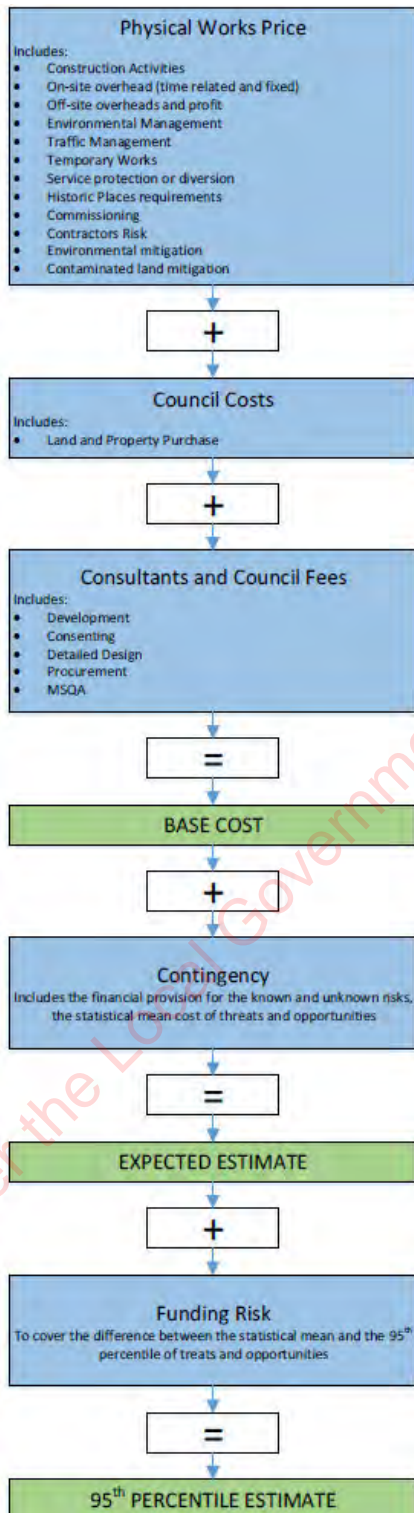 Physical Works Price
Includes:
• Construction Activities
• On-site overhead (time related and fixed)
• Off-site overheads and profit
• Environmental Management
• Traffic Management
• Temporary Works
• Service protection or diversion
• Historic Places requirements
• Commissioning
• Contractors Risk
• Environmental mitigation
• Contaminated land mitigation
+
Council Costs
Includes:
• Land and Property Purchase
+
Consultants and Council Fees
Includes:
• Development
• Consenting
• Detailed Design
• Procurement
• MSQA
=
BASE COST
+
Contingency
Includes the financial provision for the known and unknown risks,
the statistical mean cost of threats and opportunities
=
EXPECTED ESTIMATE
+
Funding Risk
To cover the difference between the statistical mean and the 95th
percentile of treats and opportunities
=
95th PERCENTILE ESTIMATE
the Local Governme